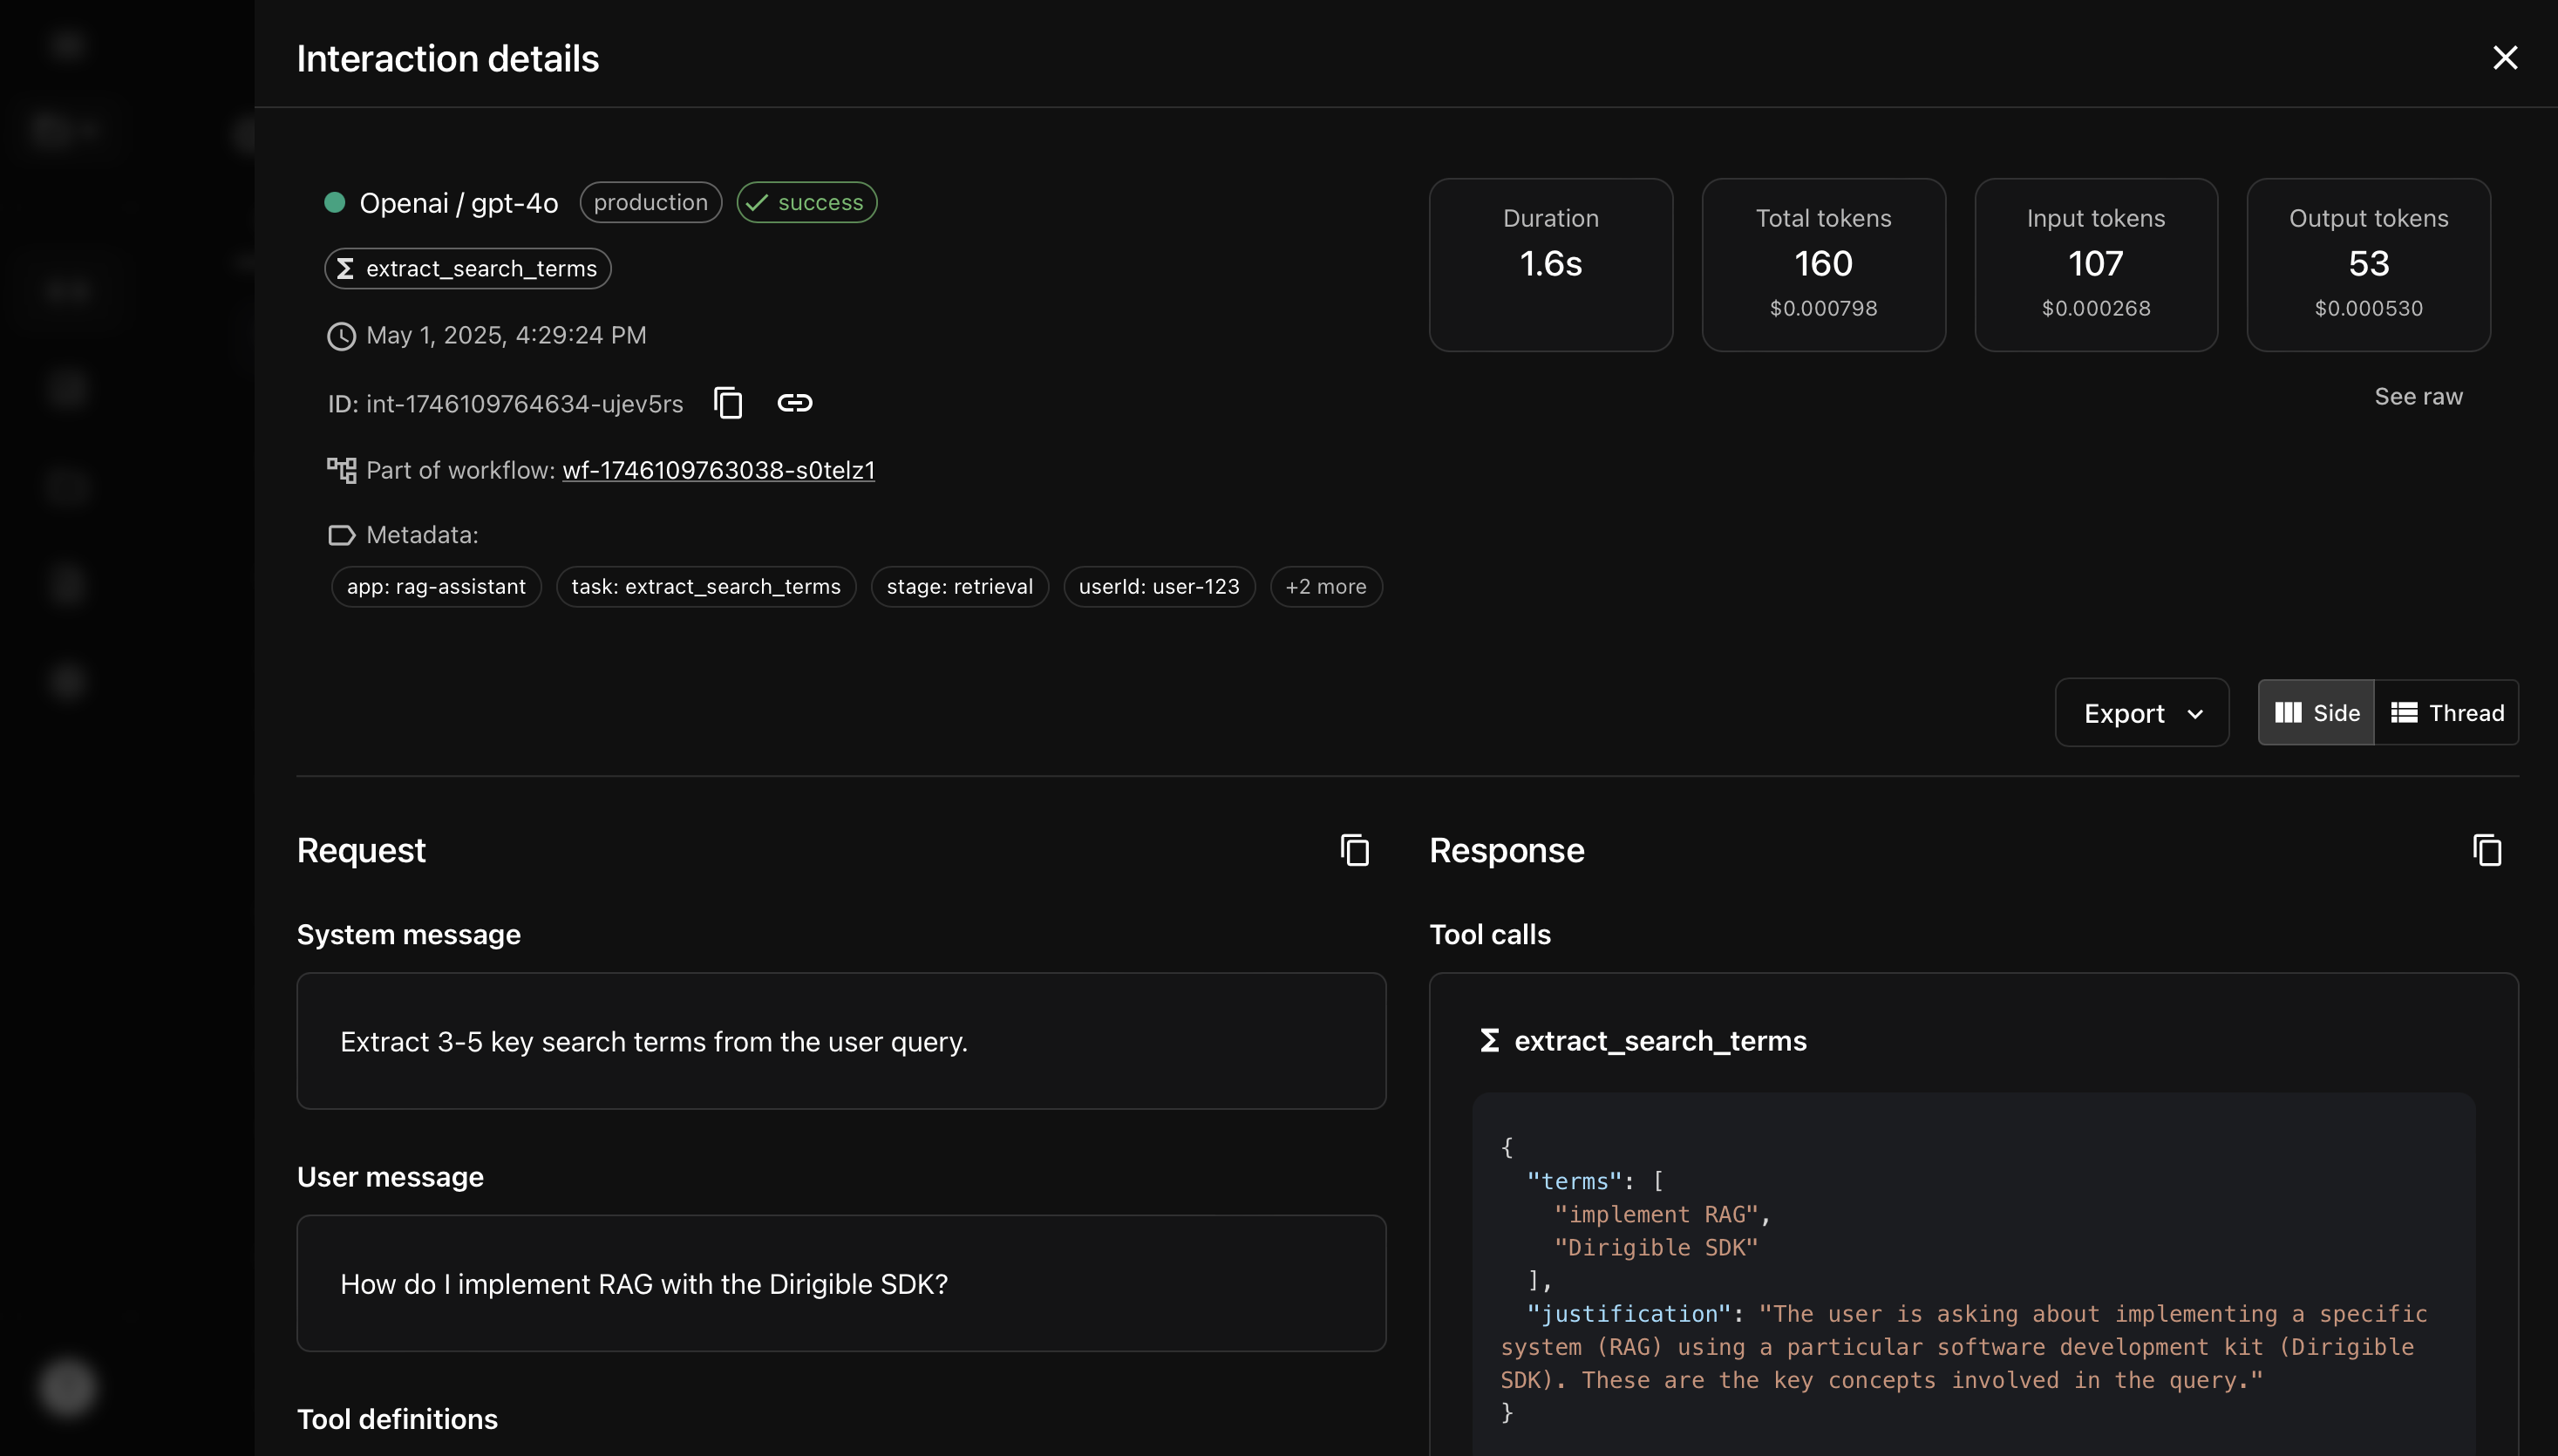 Interaction details
Openai / gpt-4o
production
success
extract_search_terms
May 1, 2025, 4:29:24 PM
ID: int-1746109764634-ujev5rs
Part of workflow: wf-1746109763038-s0telz1
Metadata:
app: rag-assistant
task: extract_search_terms
stage: retrieval
userId: user-123
+2 more
Duration
1.6s
Total tokens
160
$0.000798
Input tokens
107
$0.000268
Output tokens
53
$0.000530
See raw
Export
Side
Thread
Request
System message
Extract 3-5 key search terms from the user query.
User message
How do I implement RAG with the Dirigible SDK?
Tool definitions
Response
Tool calls
extract_search_terms
{
  "terms": [
    "implement RAG",
    "Dirigible SDK"
  ],
  "justification": "The user is asking about implementing a specific
system (RAG) using a particular software development kit (Dirigible
SDK). These are the key concepts involved in the query."
}